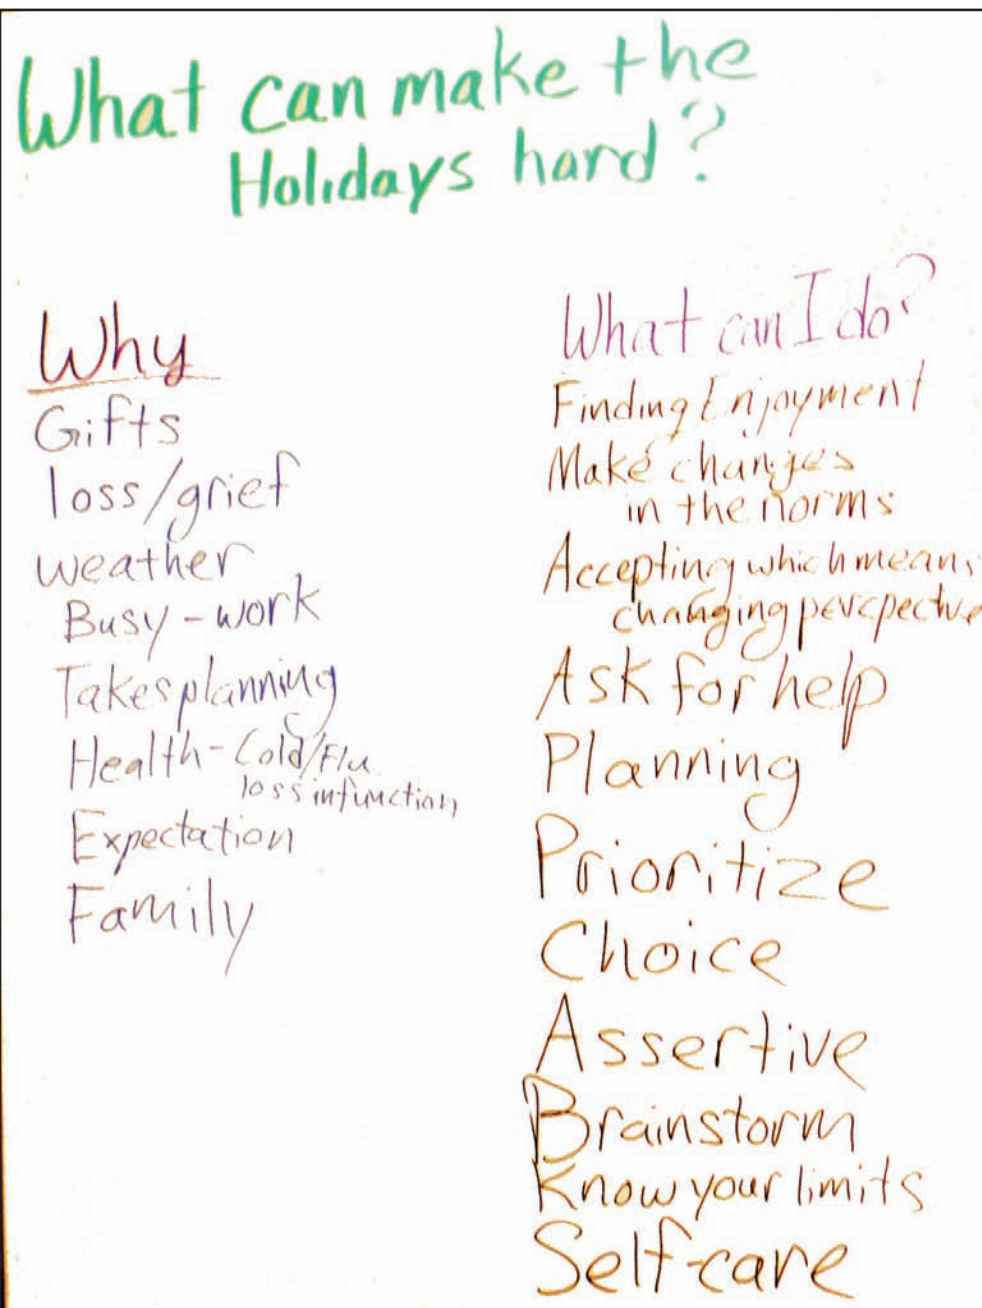 What can make the
Holidays hard?
Why
Gifts
loss/grief
weather
Busy - work
Takes planning
Health - Cold/Flu
loss in function
Expectation
Family
What can I do?
Finding Enjoyment
Make changes
in the norms
Accepting which means
changing perspective
Ask for help
Planning
Prioritize
Choice
Assertive
Brainstorm
Know your limits
Self-care